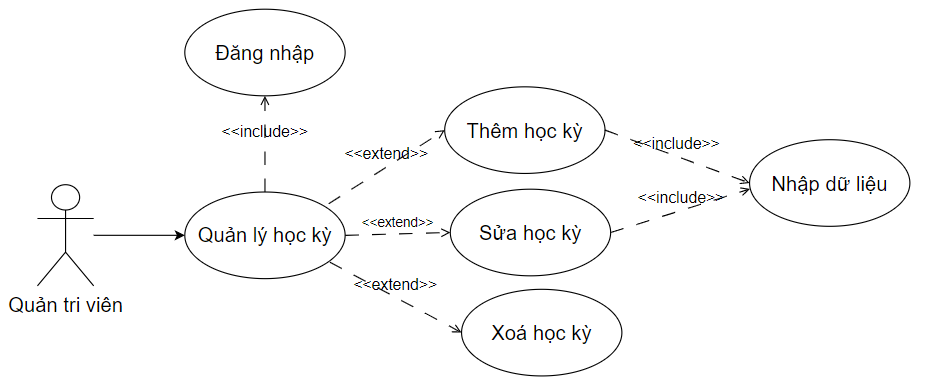 Đăng nhập
<<include>>
Thêm học kỳ
<<extend>>
<<include>>
Nhập dữ liệu
Quản lý học kỳ
<<extend>>
Sửa học kỳ
<<include>>
<<extend>>
Xoá học kỳ
Quản tri viên